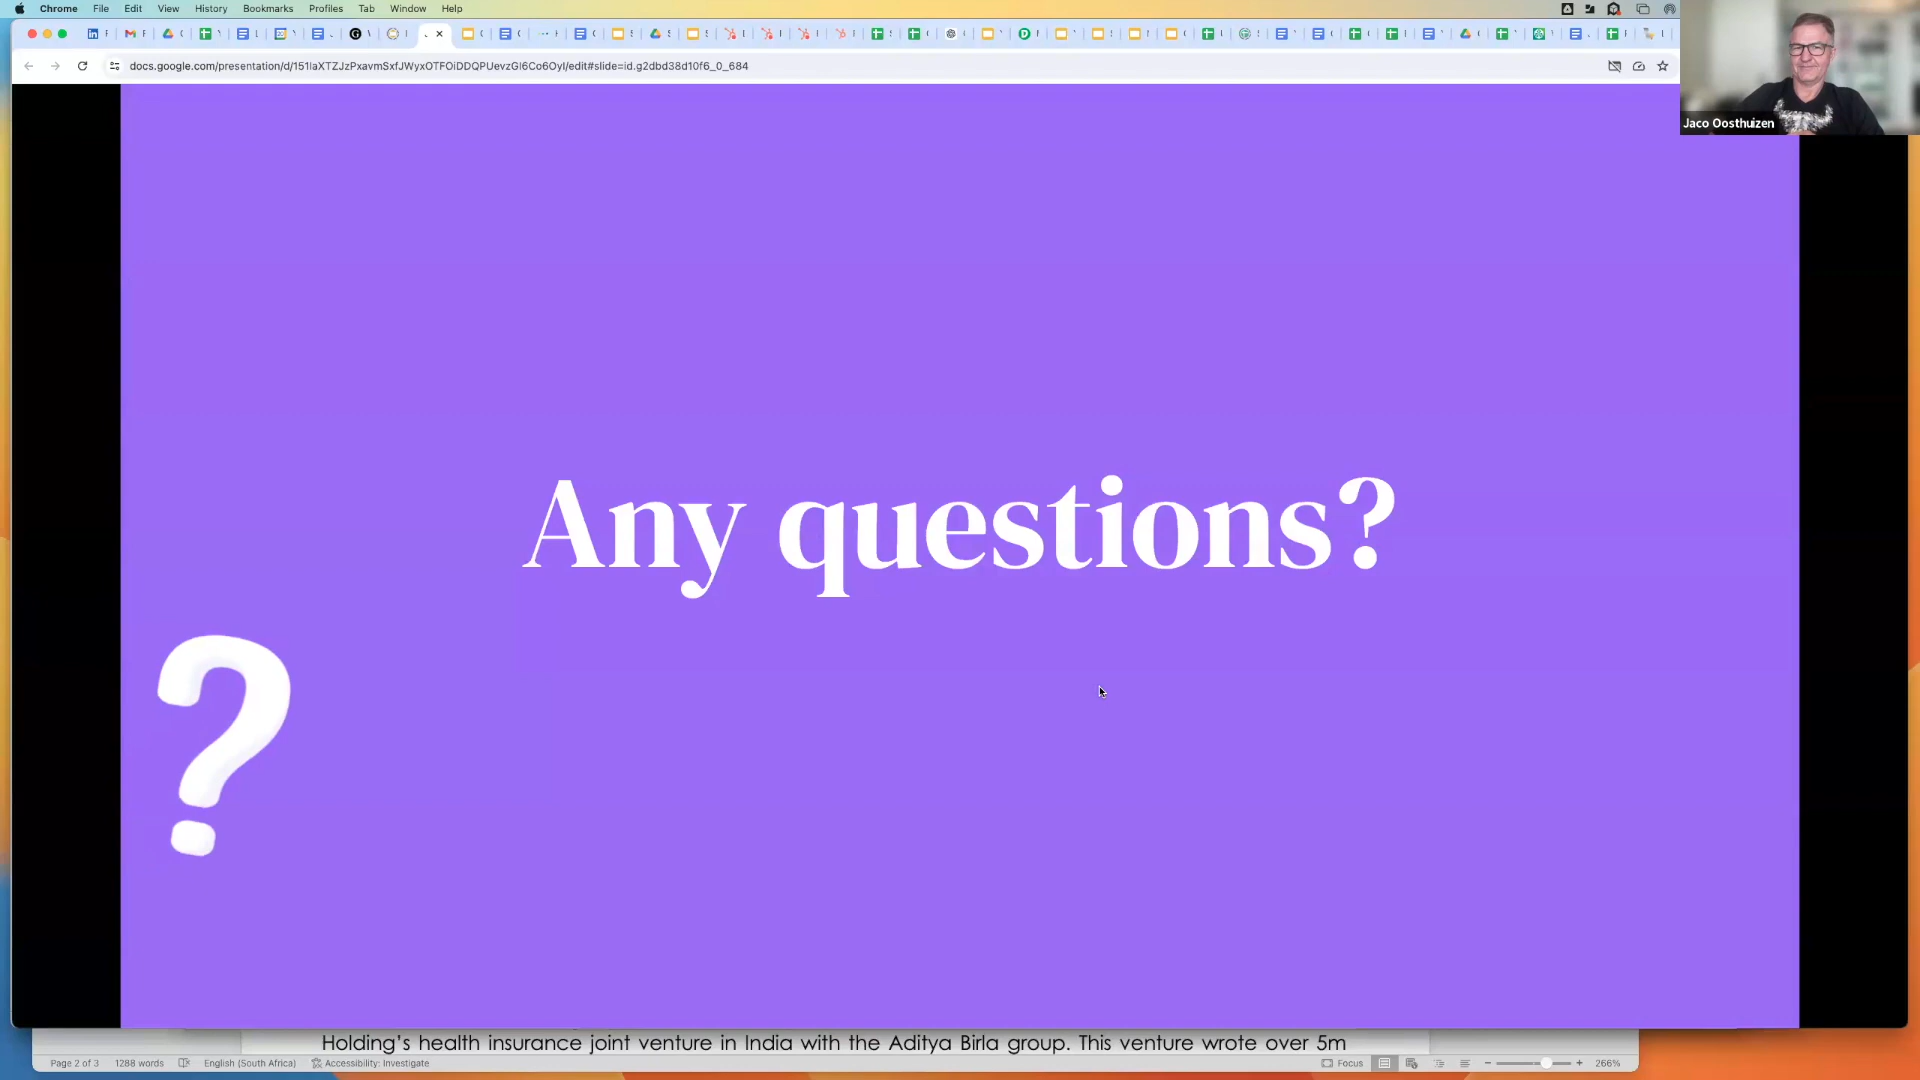 Chrome File Edit View History Bookmarks Profiles Tab Window Help
docs.google.com/presentation/d/151IaXTZJzPxavmSxfJWyxOTFOiDDQPUevzGI6Co6OyI/edit#slide=id.g2dbd38d10f6_0_684
Jaco Oosthuizen
Any questions?
?
Holding's health insurance joint venture in India with the Aditya Birla group. This venture wrote over 5m
Page 2 of 3 1288 words English (South Africa) Accessibility: Investigate Focus 266%